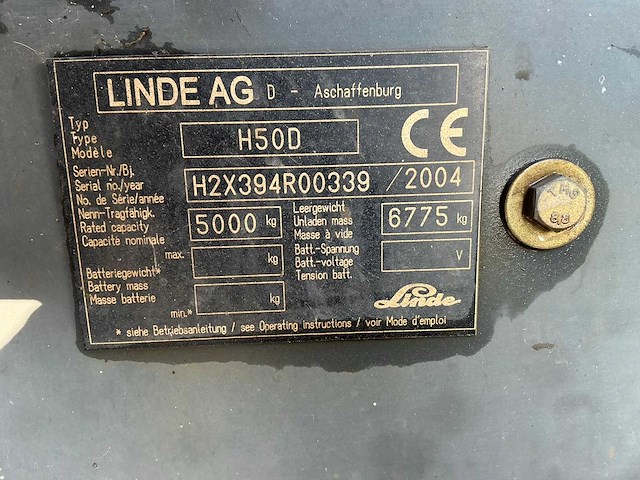 LINDE AG D - Aschaffenburg
Typ
Type
Modèle
H50D
CE
Serien-Nr./Bj.
Serial no./year
No. de Série/année
H2X394R00339 / 2004
Nenn-Tragfähigk.
Rated capacity
Capacité nominale
5000 kg
Leergewicht
Unladen mass
Masse à vide
6775 kg
Batteriegewicht*
Battery mass
Masse batterie
max. kg
min.* kg
Batt.-Spannung
Batt.-voltage
Tension batt.
V
Linde
* siehe Betriebsanleitung / see Operating instructions / voir Mode d'emploi
8.8